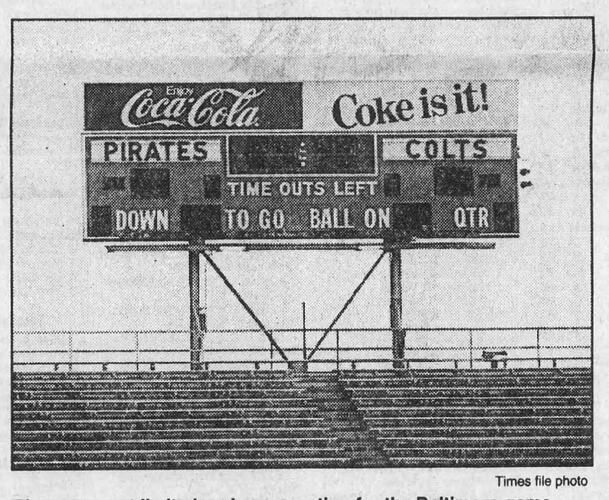 Enjoy
Coca-Cola
Coke is it!
PIRATES
COLTS
TIME OUTS LEFT
DOWN TO GO BALL ON QTR
Times file photo